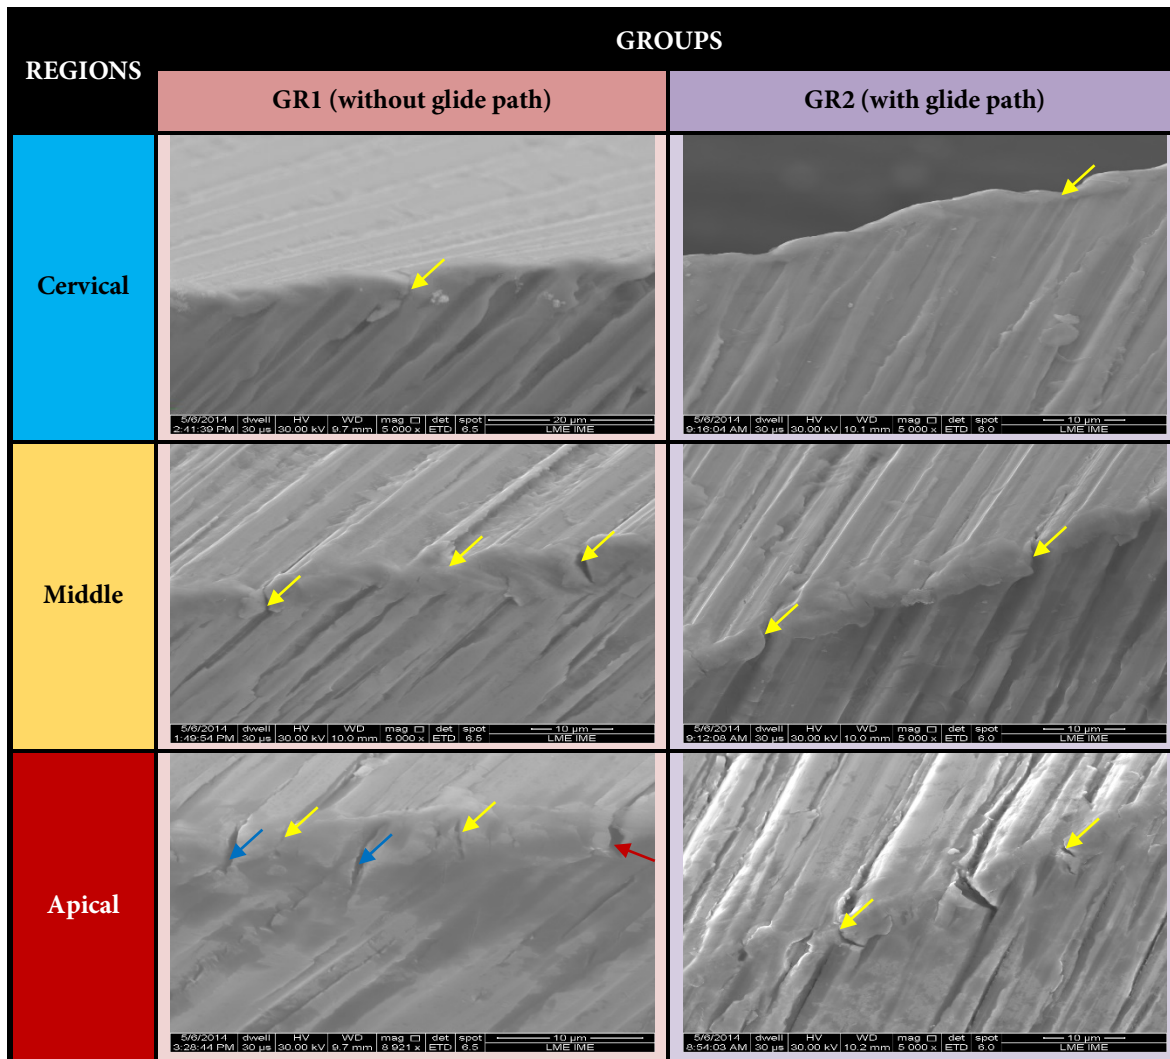 GROUPS
REGIONS
GR1 (without glide path)
GR2 (with glide path)
Cervical
5/6/2014 dwell HV WD mag □ det spot 20 µm
2:41:39 PM 30 µs 30.00 kV 9.7 mm 5 000 x ETD 6.5 LME IME
5/6/2014 dwell HV WD mag □ det spot 10 µm
9:16:04 AM 30 µs 30.00 kV 10.1 mm 5 000 x ETD 6.0 LME IME
Middle
5/6/2014 dwell HV WD mag □ det spot 10 µm
1:49:54 PM 30 µs 30.00 kV 10.0 mm 5 000 x ETD 6.5 LME IME
5/6/2014 dwell HV WD mag □ det spot 10 µm
9:12:08 AM 30 µs 30.00 kV 10.0 mm 5 000 x ETD 6.0 LME IME
Apical
5/6/2014 dwell HV WD mag □ det spot 10 µm
3:28:44 PM 30 µs 30.00 kV 9.7 mm 8 921 x ETD 6.5 LME IME
5/6/2014 dwell HV WD mag □ det spot 10 µm
8:54:03 AM 30 µs 30.00 kV 10.2 mm 5 000 x ETD 6.0 LME IME